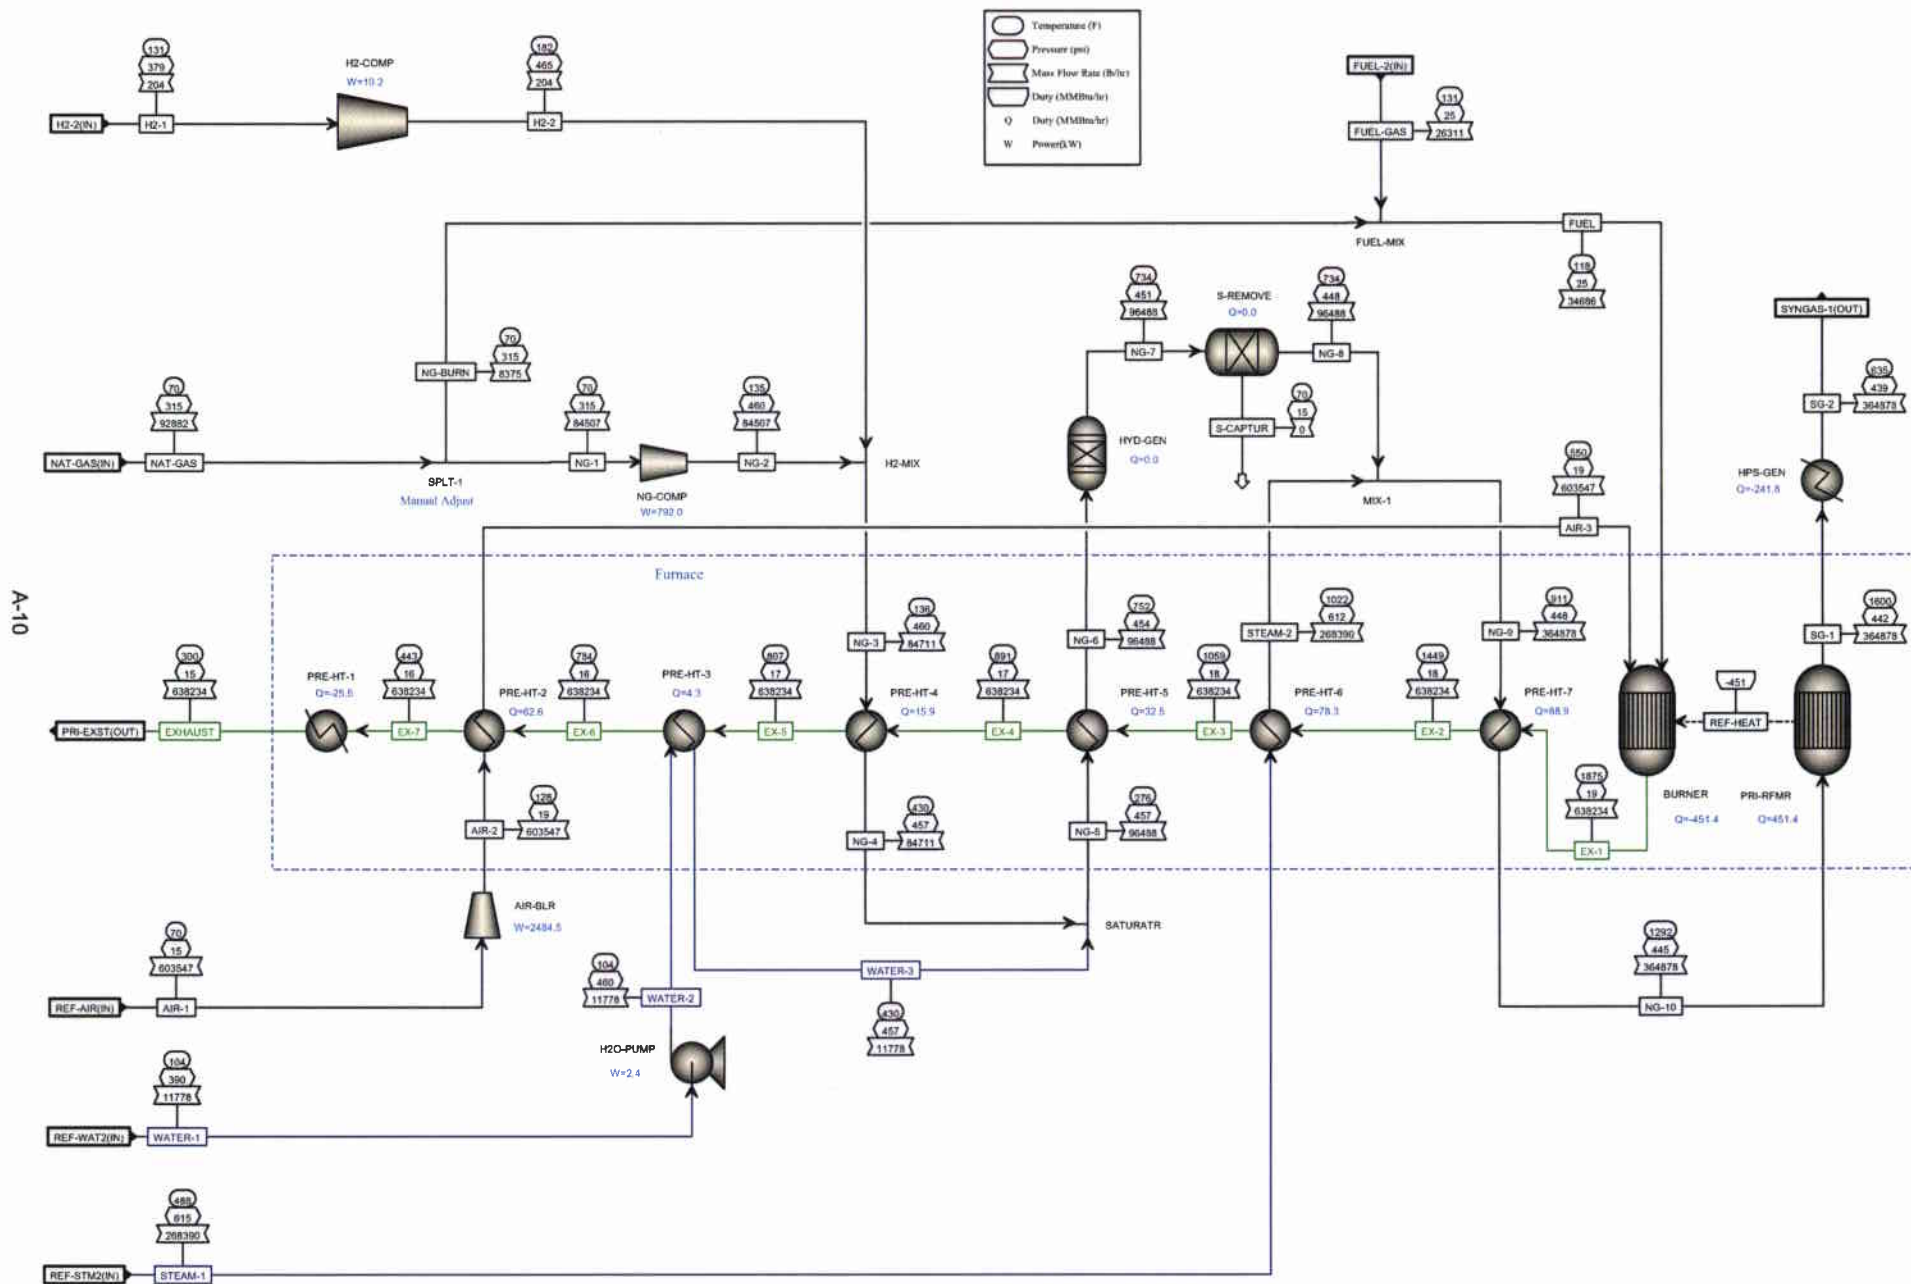 Temperature (F)
Pressure (psi)
Mass Flow Rate (lb/hr)
Duty (MMBtu/hr)
Q Duty (MMBtu/hr)
W Power(kW)
131
379
204
H2-2(IN)
H2-1
H2-COMP
W=10.2
182
465
204
H2-2
FUEL-2(IN)
131
25
26311
FUEL-GAS
FUEL-MIX
FUEL
118
25
34686
70
315
92882
NAT-GAS(IN)
NAT-GAS
NG-BURN
70
315
8375
SPLT-1
Manual Adjust
70
315
84507
NG-1
NG-COMP
W=792.0
135
460
84507
NG-2
H2-MIX
734
451
96488
NG-7
S-REMOVE
Q=0.0
734
448
96488
NG-8
HYD-GEN
Q=0.0
S-CAPTUR
70
15
0
MIX-1
550
19
603547
AIR-3
SYNGAS-1(OUT)
635
439
364878
SG-2
HPS-GEN
Q=-241.8
A-10
Furnace
300
15
638234
PRI-EXST(OUT)
EXHAUST
PRE-HT-1
Q=-25.5
443
16
638234
EX-7
PRE-HT-2
Q=62.6
784
16
638234
EX-6
PRE-HT-3
Q=4.3
807
17
638234
EX-5
136
460
84711
NG-3
PRE-HT-4
Q=15.9
891
17
638234
EX-4
752
454
96488
NG-6
PRE-HT-5
Q=32.5
1059
18
638234
EX-3
1022
612
268390
STEAM-2
PRE-HT-6
Q=78.3
1449
18
638234
EX-2
911
448
364878
NG-9
PRE-HT-7
Q=88.9
-451
REF-HEAT
1600
442
364878
SG-1
BURNER
Q=-451.4
PRI-RFMR
Q=451.4
1875
19
638234
EX-1
128
19
603547
AIR-2
430
457
84711
NG-4
276
457
96488
NG-5
AIR-BLR
W=2484.5
SATURATR
70
15
603547
REF-AIR(IN)
AIR-1
104
460
11778
WATER-2
WATER-3
430
457
11778
1292
445
364878
NG-10
H2O-PUMP
W=2.4
104
390
11778
REF-WAT2(IN)
WATER-1
488
615
268390
REF-STM2(IN)
STEAM-1